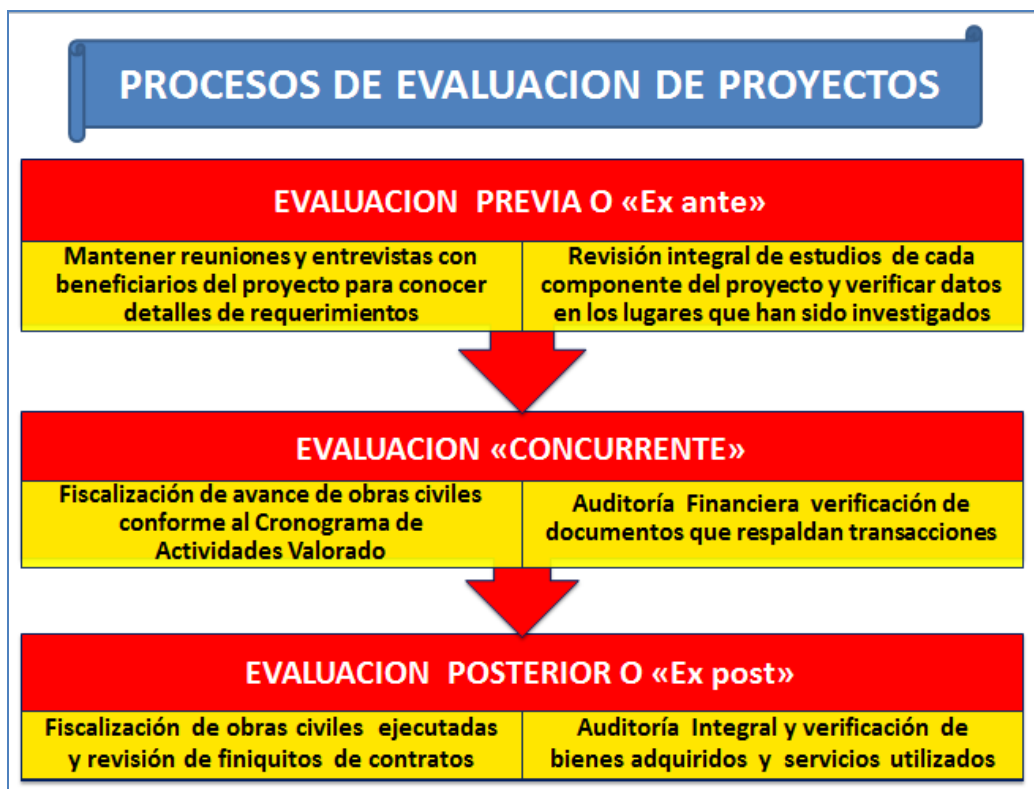 PROCESOS DE EVALUACION DE PROYECTOS
EVALUACION PREVIA O «Ex ante»
Mantener reuniones y entrevistas con
beneficiarios del proyecto para conocer
detalles de requerimientos
Revisión integral de estudios de cada
componente del proyecto y verificar datos
en los lugares que han sido investigados
EVALUACION «CONCURRENTE»
Fiscalización de avance de obras civiles
conforme al Cronograma de
Actividades Valorado
Auditoría Financiera verificación de
documentos que respaldan transacciones
EVALUACION POSTERIOR O «Ex post»
Fiscalización de obras civiles ejecutadas
y revisión de finiquitos de contratos
Auditoría Integral y verificación de
bienes adquiridos y servicios utilizados